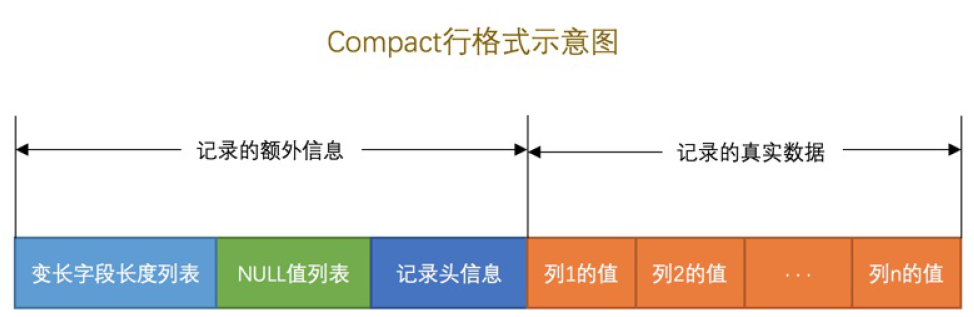 Compact行格式示意图
记录的额外信息 记录的真实数据
变长字段长度列表 NULL值列表 记录头信息 列1的值 列2的值 · · · 列n的值